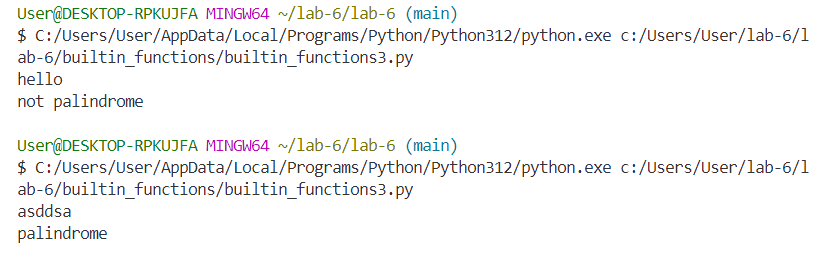 User@DESKTOP-RPKUJFA MINGW64 ~/lab-6/lab-6 (main)
$ C:/Users/User/AppData/Local/Programs/Python/Python312/python.exe c:/Users/User/lab-6/l
ab-6/builtin_functions/builtin_functions3.py
hello
not palindrome
User@DESKTOP-RPKUJFA MINGW64 ~/lab-6/lab-6 (main)
$ C:/Users/User/AppData/Local/Programs/Python/Python312/python.exe c:/Users/User/lab-6/l
ab-6/builtin_functions/builtin_functions3.py
asddsa
palindrome